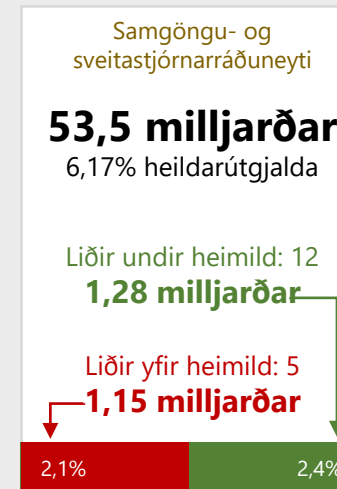 Samgöngu- og
sveitastjórnarráðuneyti
53,5 milljarðar
6,17% heildarútgjalda
Liðir undir heimild: 12
1,28 milljarðar
Liðir yfir heimild: 5
1,15 milljarðar
2,1% 2,4%